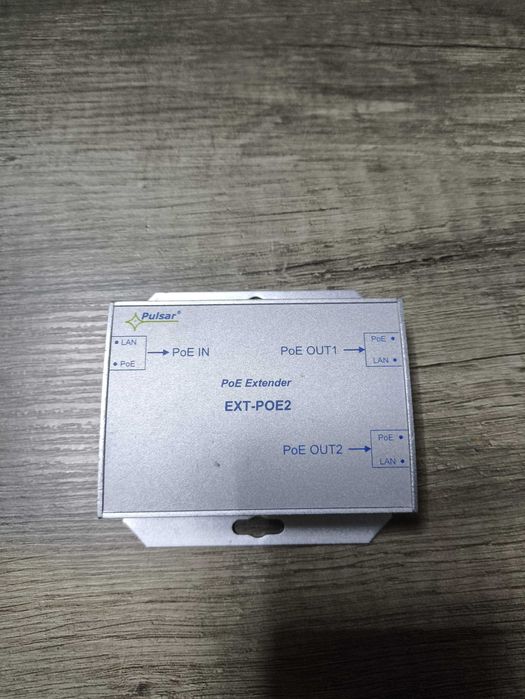 Pulsar®
LAN
PoE
PoE IN
PoE OUT1
PoE
LAN
PoE Extender
EXT-POE2
PoE OUT2
PoE
LAN